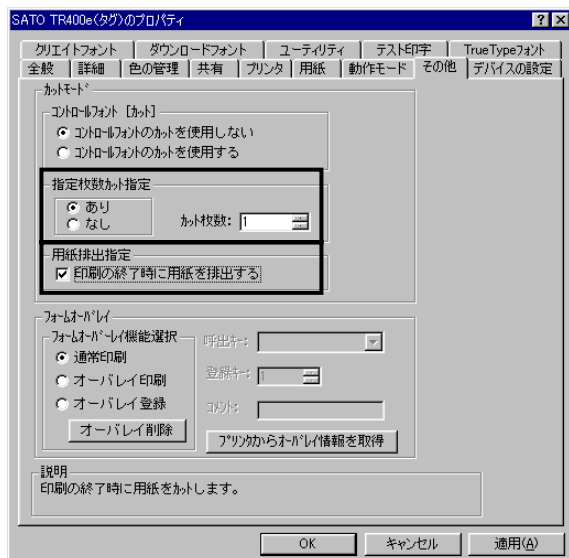 SATO TR400e(タグ)のプロパティ
クリエイトフォント ダウンロードフォント ユーティリティ テスト印字 TrueTypeフォント
全般 詳細 色の管理 共有 プリンタ 用紙 動作モード その他 デバイスの設定
カットモード
コントロールフォント [カット]
コントロールフォントのカットを使用しない
コントロールフォントのカットを使用する
指定枚数カット指定
あり
なし
カット枚数: 1
用紙排出指定
印刷の終了時に用紙を排出する
フォームオーバレイ
フォームオーバーレイ機能選択
通常印刷
オーバレイ印刷
オーバレイ登録
オーバレイ削除
呼出キー:
登録キー: 1
コメント:
プリンタからオーバレイ情報を取得
説明
印刷の終了時に用紙をカットします。
OK キャンセル 適用(A)